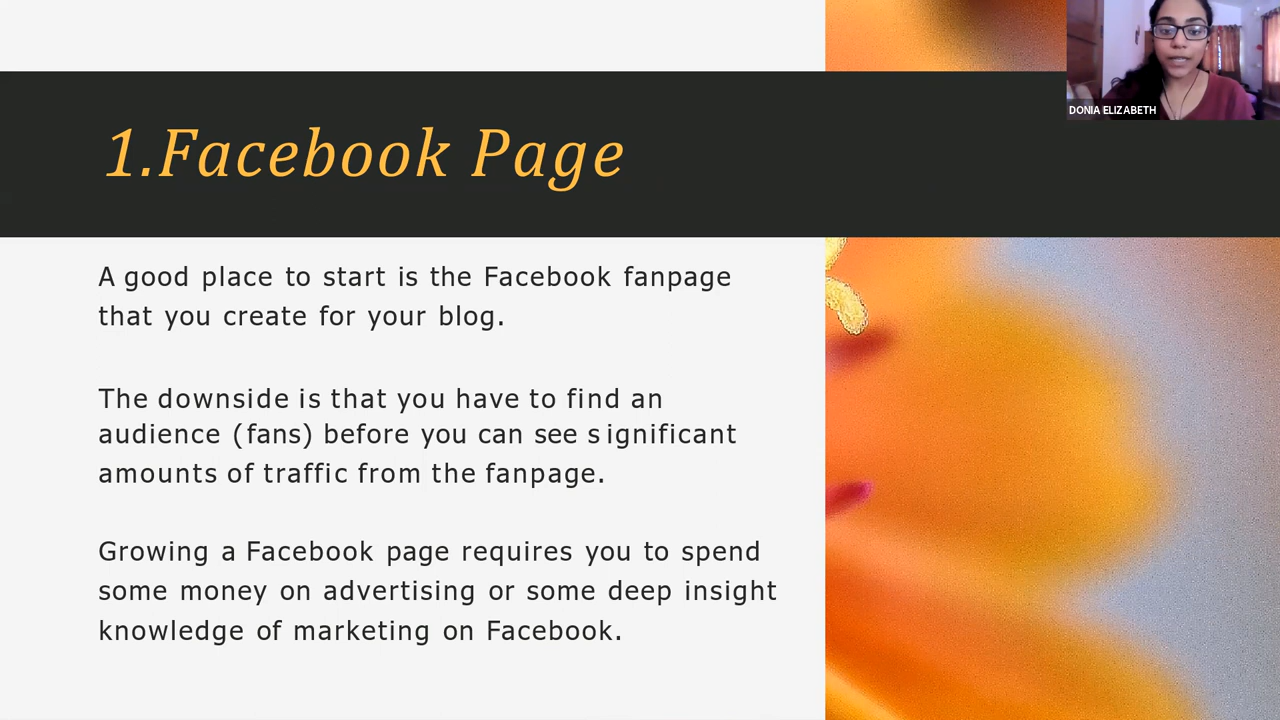 DONIA ELIZABETH
1.Facebook Page
A good place to start is the Facebook fanpage
that you create for your blog.
The downside is that you have to find an
audience (fans) before you can see significant
amounts of traffic from the fanpage.
Growing a Facebook page requires you to spend
some money on advertising or some deep insight
knowledge of marketing on Facebook.